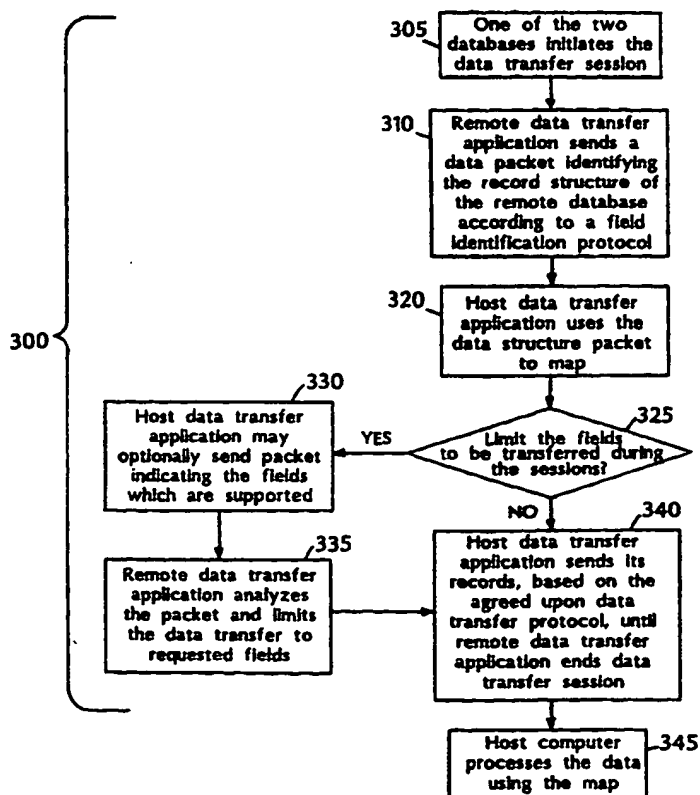 305
One of the two
databases initiates the
data transfer session
310
Remote data transfer
application sends a
data packet identifying
the record structure of
the remote database
according to a field
identification protocol
320
Host data transfer
application uses the
data structure packet
to map
300
325
Limit the fields
to be transferred during
the sessions?
YES
NO
330
Host data transfer
application may
optionally send packet
indicating the fields
which are supported
335
Remote data transfer
application analyzes
the packet and limits
the data transfer to
requested fields
340
Host data transfer
application sends its
records, based on the
agreed upon data
transfer protocol, until
remote data transfer
application ends data
transfer session
345
Host computer
processes the data
using the map